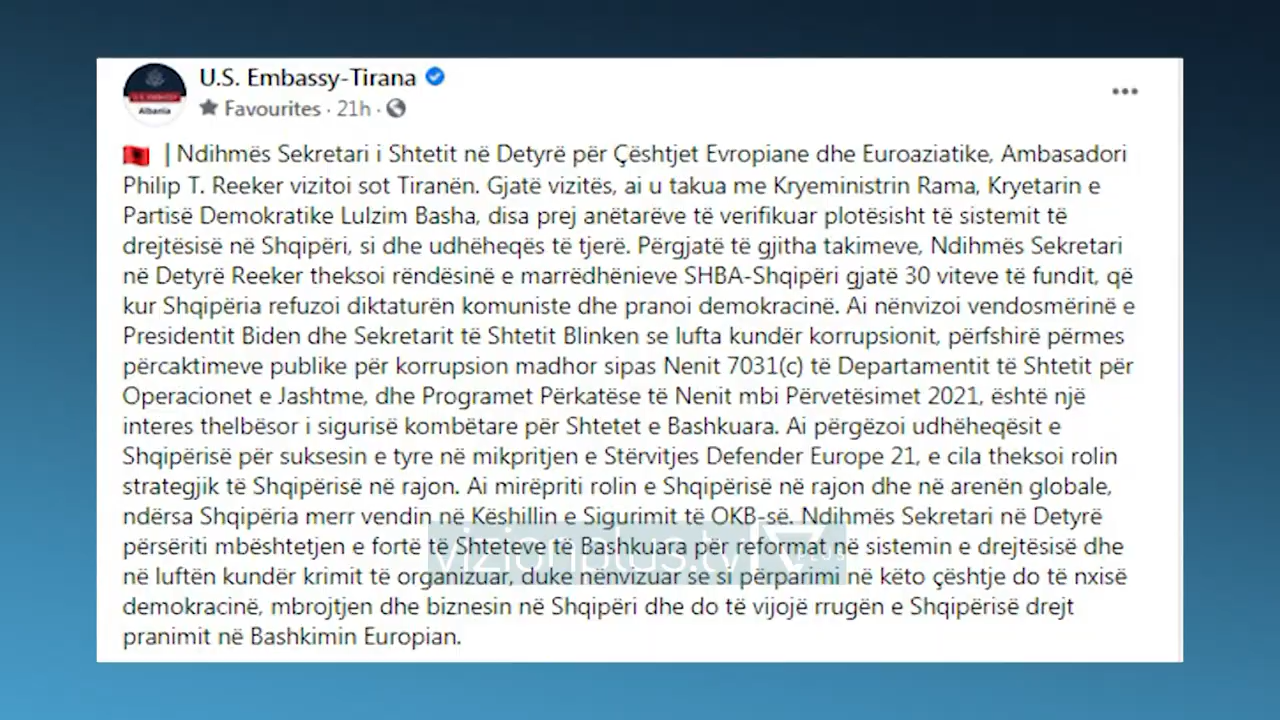 U.S. Embassy-Tirana
Favourites · 21h ·
U.S. EMBASSY
Albania
| Ndihmës Sekretari i Shtetit në Detyrë për Çështjet Evropiane dhe Euroaziatike, Ambasadori
Philip T. Reeker vizitoi sot Tiranën. Gjatë vizitës, ai u takua me Kryeministrin Rama, Kryetarin e
Partisë Demokratike Lulzim Basha, disa prej anëtarëve të verifikuar plotësisht të sistemit të
drejtësisë në Shqipëri, si dhe udhëheqës të tjerë. Përgjatë të gjitha takimeve, Ndihmës Sekretari
në Detyrë Reeker theksoi rëndësinë e marrëdhënieve SHBA-Shqipëri gjatë 30 viteve të fundit, që
kur Shqipëria refuzoi diktaturën komuniste dhe pranoi demokracinë. Ai nënvizoi vendosmërinë e
Presidentit Biden dhe Sekretarit të Shtetit Blinken se lufta kundër korrupsionit, përfshirë përmes
përcaktimeve publike për korrupsion madhor sipas Nenit 7031(c) të Departamentit të Shtetit për
Operacionet e Jashtme, dhe Programet Përkatëse të Nenit mbi Përvetësimet 2021, është një
interes thelbësor i sigurisë kombëtare për Shtetet e Bashkuara. Ai përgëzoi udhëheqësit e
Shqipërisë për suksesin e tyre në mikpritjen e Stërvitjes Defender Europe 21, e cila theksoi rolin
strategjik të Shqipërisë në rajon. Ai mirëpriti rolin e Shqipërisë në rajon dhe në arenën globale,
ndërsa Shqipëria merr vendin në Këshillin e Sigurimit të OKB-së. Ndihmës Sekretari në Detyrë
përsëriti mbështetjen e fortë të Shteteve të Bashkuara për reformat në sistemin e drejtësisë dhe
në luftën kundër krimit të organizuar, duke nënvizuar se si përparimi në këto çështje do të nxisë
demokracinë, mbrojtjen dhe biznesin në Shqipëri dhe do të vijojë rrugën e Shqipërisë drejt
pranimit në Bashkimin Europian.
vizionplus.tv